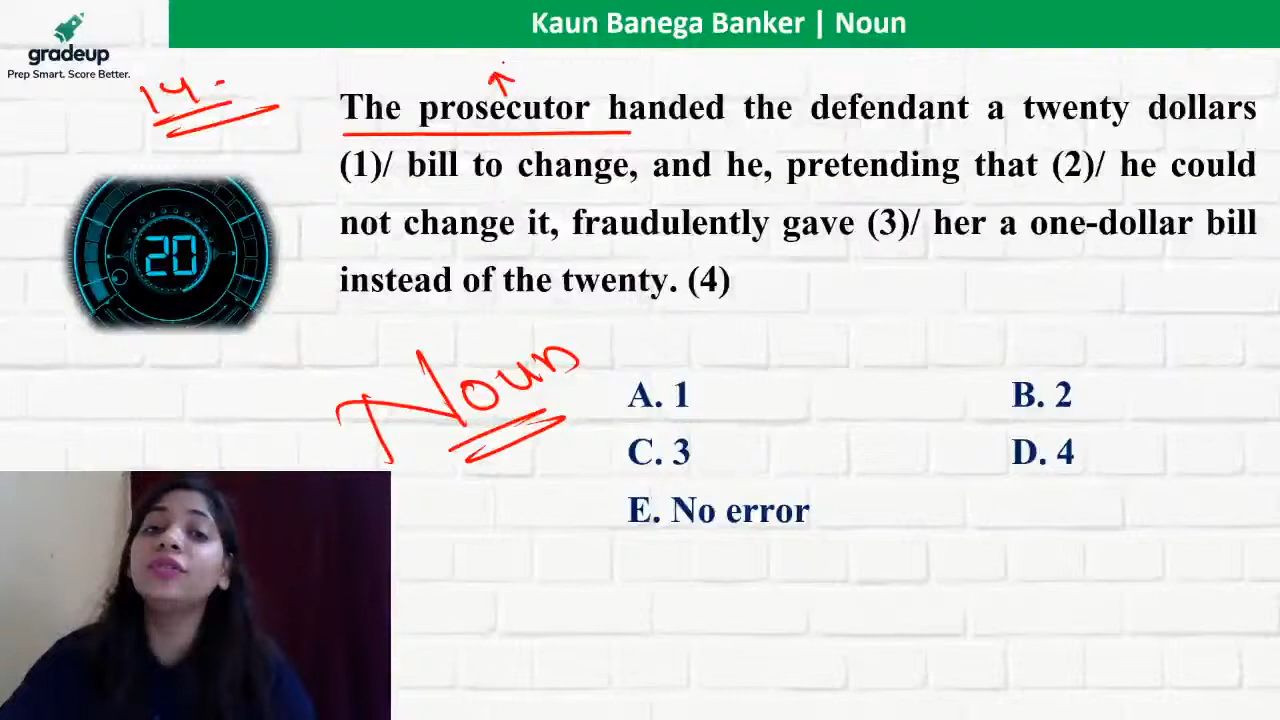 Kaun Banega Banker | Noun
gradeup
Prep Smart. Score Better.
14.
The prosecutor handed the defendant a twenty dollars
(1)/ bill to change, and he, pretending that (2)/ he could
not change it, fraudulently gave (3)/ her a one-dollar bill
instead of the twenty. (4)
20
Noun
A. 1
B. 2
C. 3
D. 4
E. No error